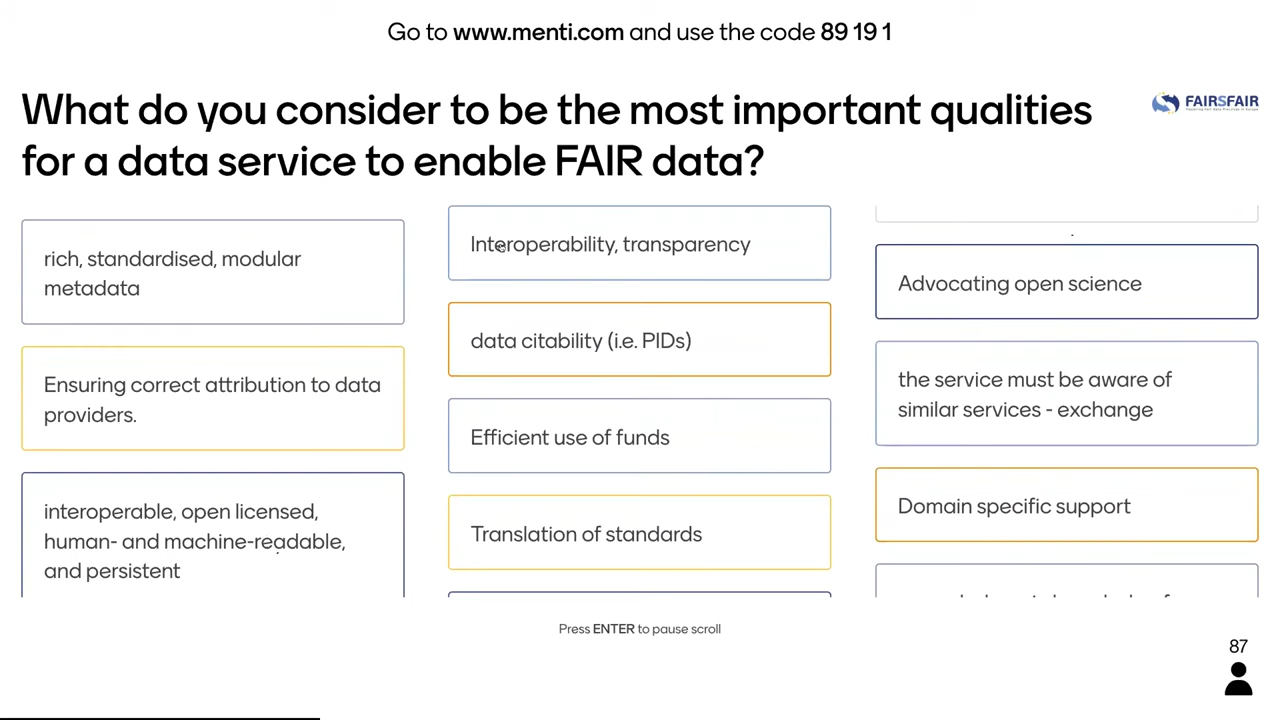 Go to www.menti.com and use the code 89 19 1
What do you consider to be the most important qualities
for a data service to enable FAIR data?
FAIRSFAIR
rich, standardised, modular
metadata
Ensuring correct attribution to data
providers.
interoperable, open licensed,
human- and machine-readable,
and persistent
Interoperability, transparency
data citability (i.e. PIDs)
Efficient use of funds
Translation of standards
Advocating open science
the service must be aware of
similar services - exchange
Domain specific support
Press ENTER to pause scroll
87